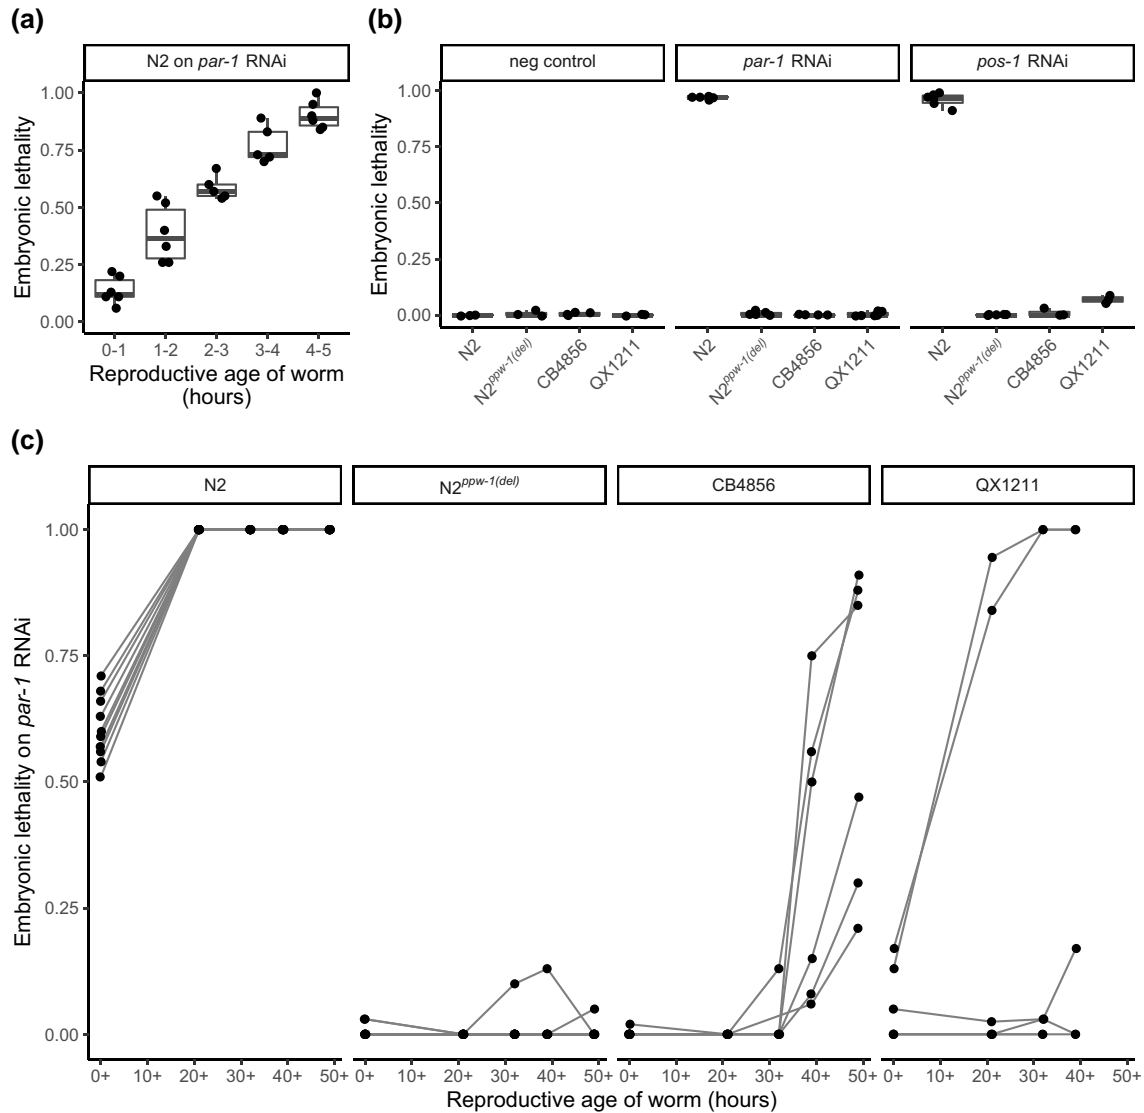 (a)
N2 on par-1 RNAi
Embryonic lethality
1.00
0.75
0.50
0.25
0.00
0-1 1-2 2-3 3-4 4-5
Reproductive age of worm
(hours)
(b)
neg control par-1 RNAi pos-1 RNAi
Embryonic lethality
1.00
0.75
0.50
0.25
0.00
N2 N2ppw-1(del) CB4856 QX1211 N2 N2ppw-1(del) CB4856 QX1211 N2 N2ppw-1(del) CB4856 QX1211
(c)
N2 N2ppw-1(del) CB4856 QX1211
Embryonic lethality on par-1 RNAi
1.00
0.75
0.50
0.25
0.00
0+ 10+ 20+ 30+ 40+ 50+ 0+ 10+ 20+ 30+ 40+ 50+ 0+ 10+ 20+ 30+ 40+ 50+ 0+ 10+ 20+ 30+ 40+ 50+
Reproductive age of worm (hours)